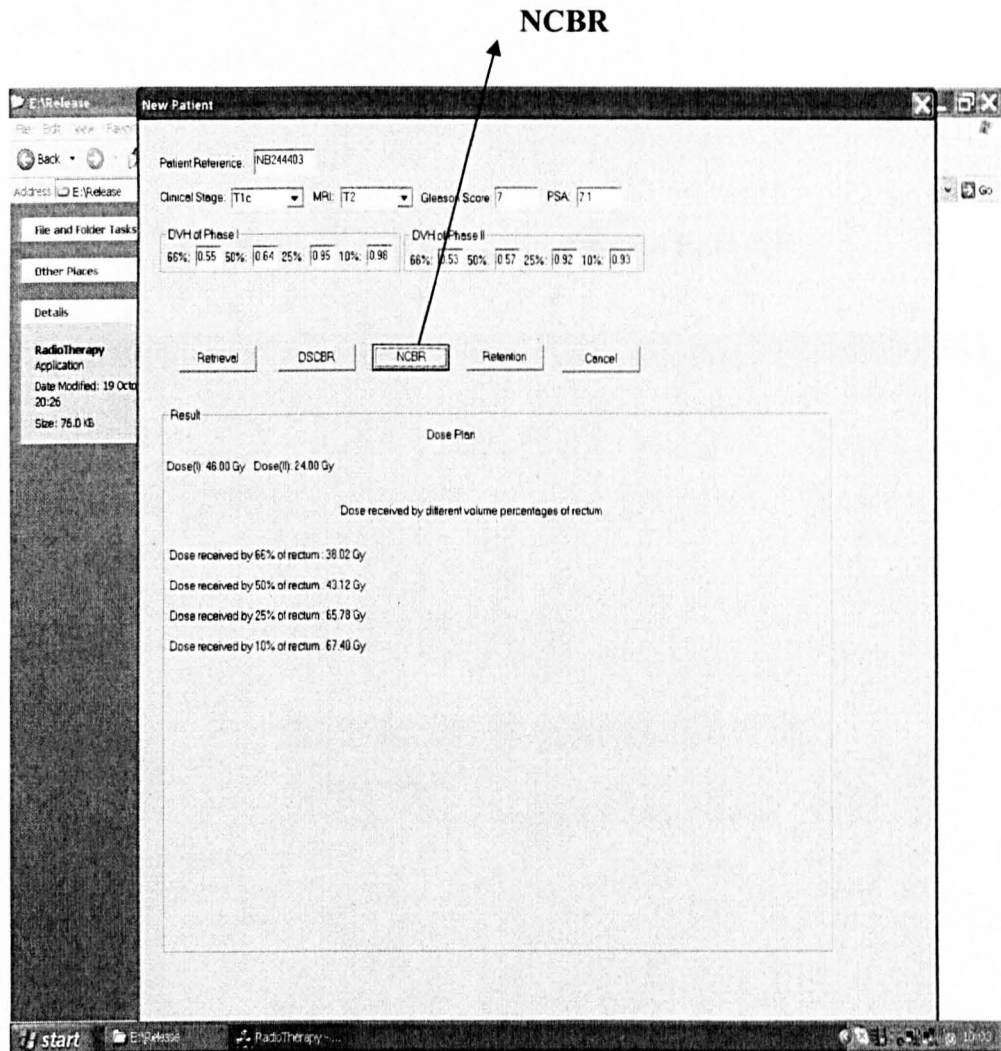 NCBR
E:\Release
New Patient
File Edit View Favor
Back
Address E:\Release
Go
File and Folder Tasks
Other Places
Details
RadioTherapy
Application
Date Modified: 19 Octo
20:26
Size: 76.0 KB
Patient Reference: INB244403
Clinical Stage: T1c MRI: T2 Gleason Score: 7 PSA: 7.1
DVH of Phase I
66%: 0.55 50%: 0.64 25%: 0.95 10%: 0.98
DVH of Phase II
66%: 0.53 50%: 0.57 25%: 0.92 10%: 0.93
Retrieval DSCBR NCBR Retention Cancel
Result
Dose Plan
Dose(I): 46.00 Gy Dose(II): 24.00 Gy
Dose received by different volume percentages of rectum
Dose received by 66% of rectum: 38.02 Gy
Dose received by 50% of rectum: 43.12 Gy
Dose received by 25% of rectum: 65.78 Gy
Dose received by 10% of rectum: 67.40 Gy
start E:\Release RadioTherapy -... 10:03